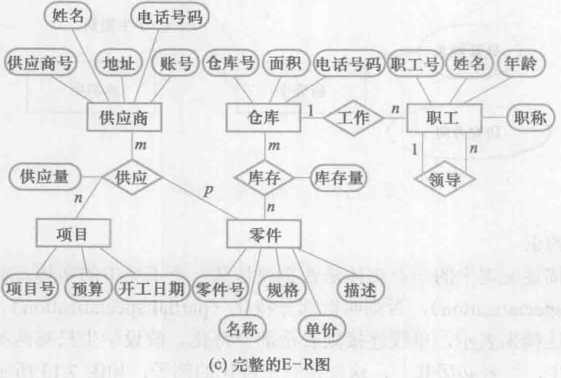 姓名 电话号码
供应商号 地址 账号 仓库号 面积 电话号码 职工号 姓名 年龄
供应商 仓库 1 工作 n 职工 职称
m m 1 n
供应量 供应 库存 库存量 领导
n p n
项目 零件
项目号 预算 开工日期 零件号 规格 描述
名称 单价
(c) 完整的E-R图